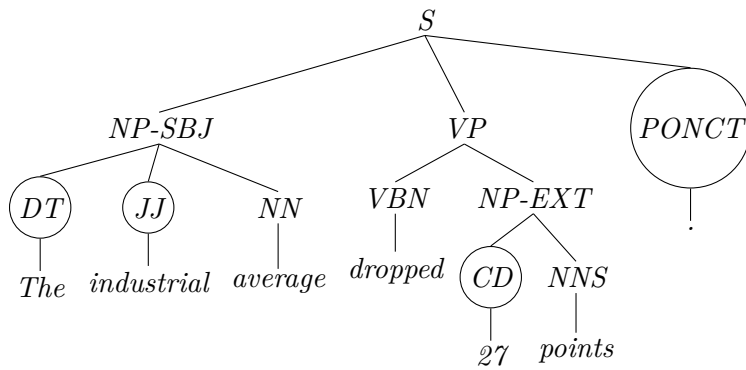 S
NP-SBJ VP PONCT
DT JJ NN VBN NP-EXT .
The industrial average dropped CD NNS
27 points